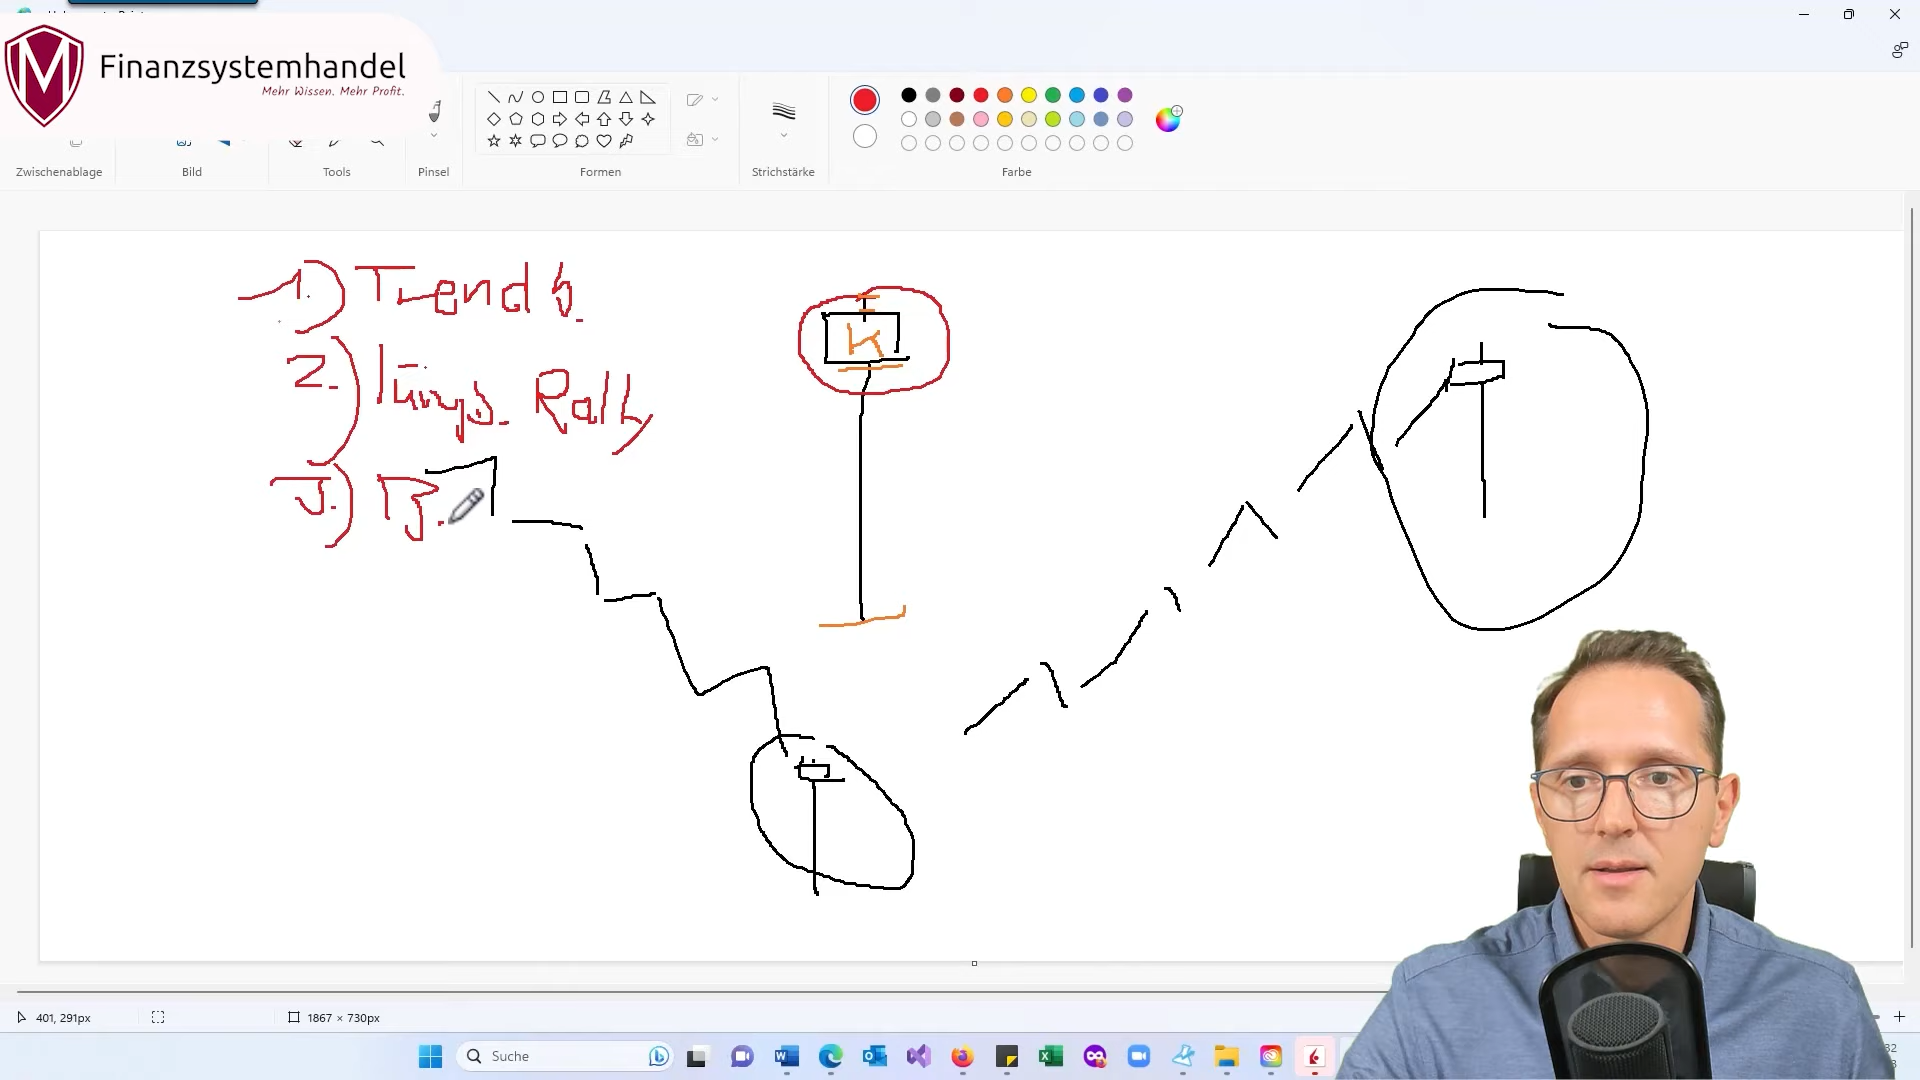 Finanzsystemhandel
Mehr Wissen. Mehr Profit.
Zwischenablage
Bild
Tools
Pinsel
Formen
Strichstärke
Farbe
1.) Trend
2.) Rally
3.) B.
K
401, 291px
1867 × 730px
Suche